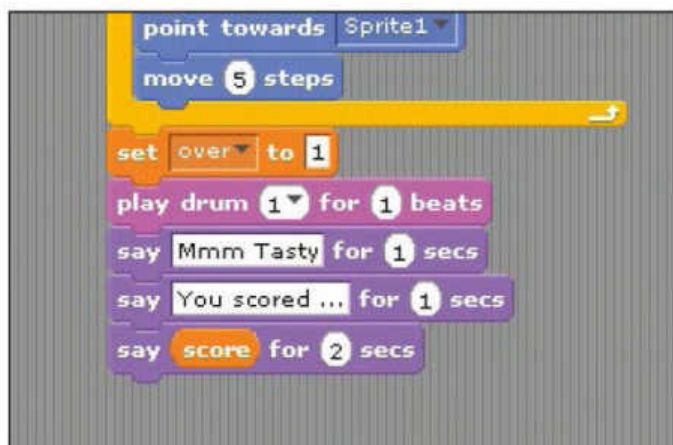 point towards Sprite1
move 5 steps
set over to 1
play drum 1 for 1 beats
say Mmm Tasty for 1 secs
say You scored ... for 1 secs
say score for 2 secs